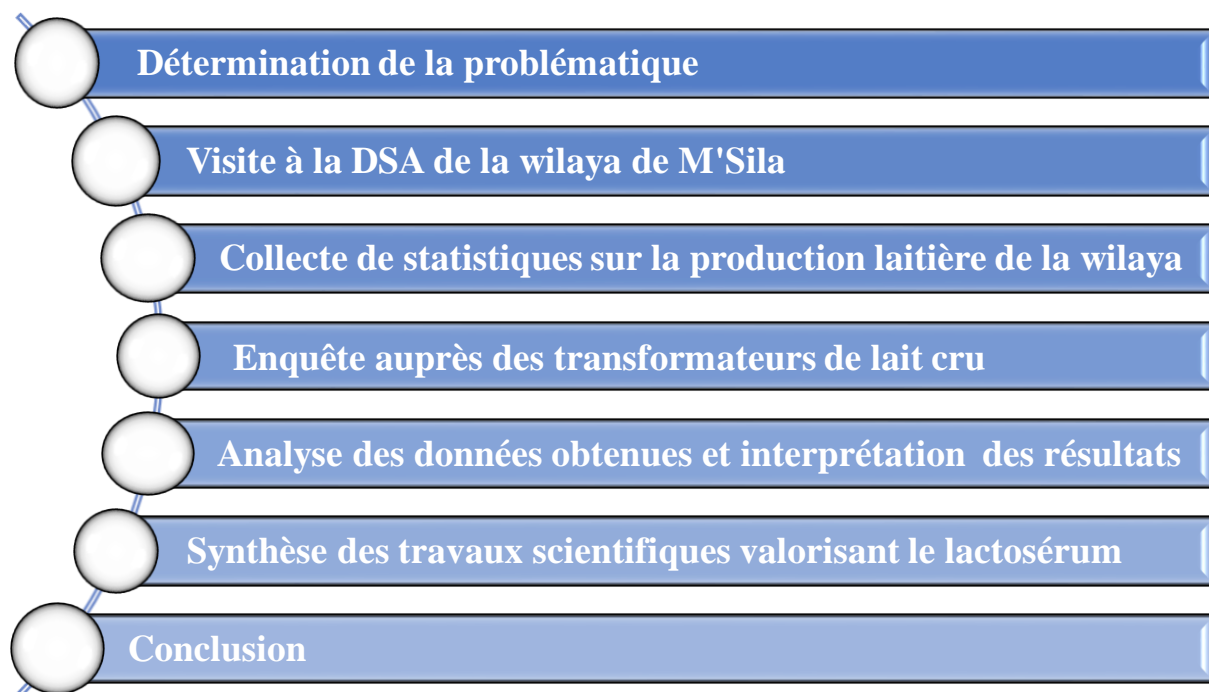 Détermination de la problématique
Visite à la DSA de la wilaya de M'Sila
Collecte de statistiques sur la production laitière de la wilaya
Enquête auprès des transformateurs de lait cru
Analyse des données obtenues et interprétation des résultats
Synthèse des travaux scientifiques valorisant le lactosérum
Conclusion